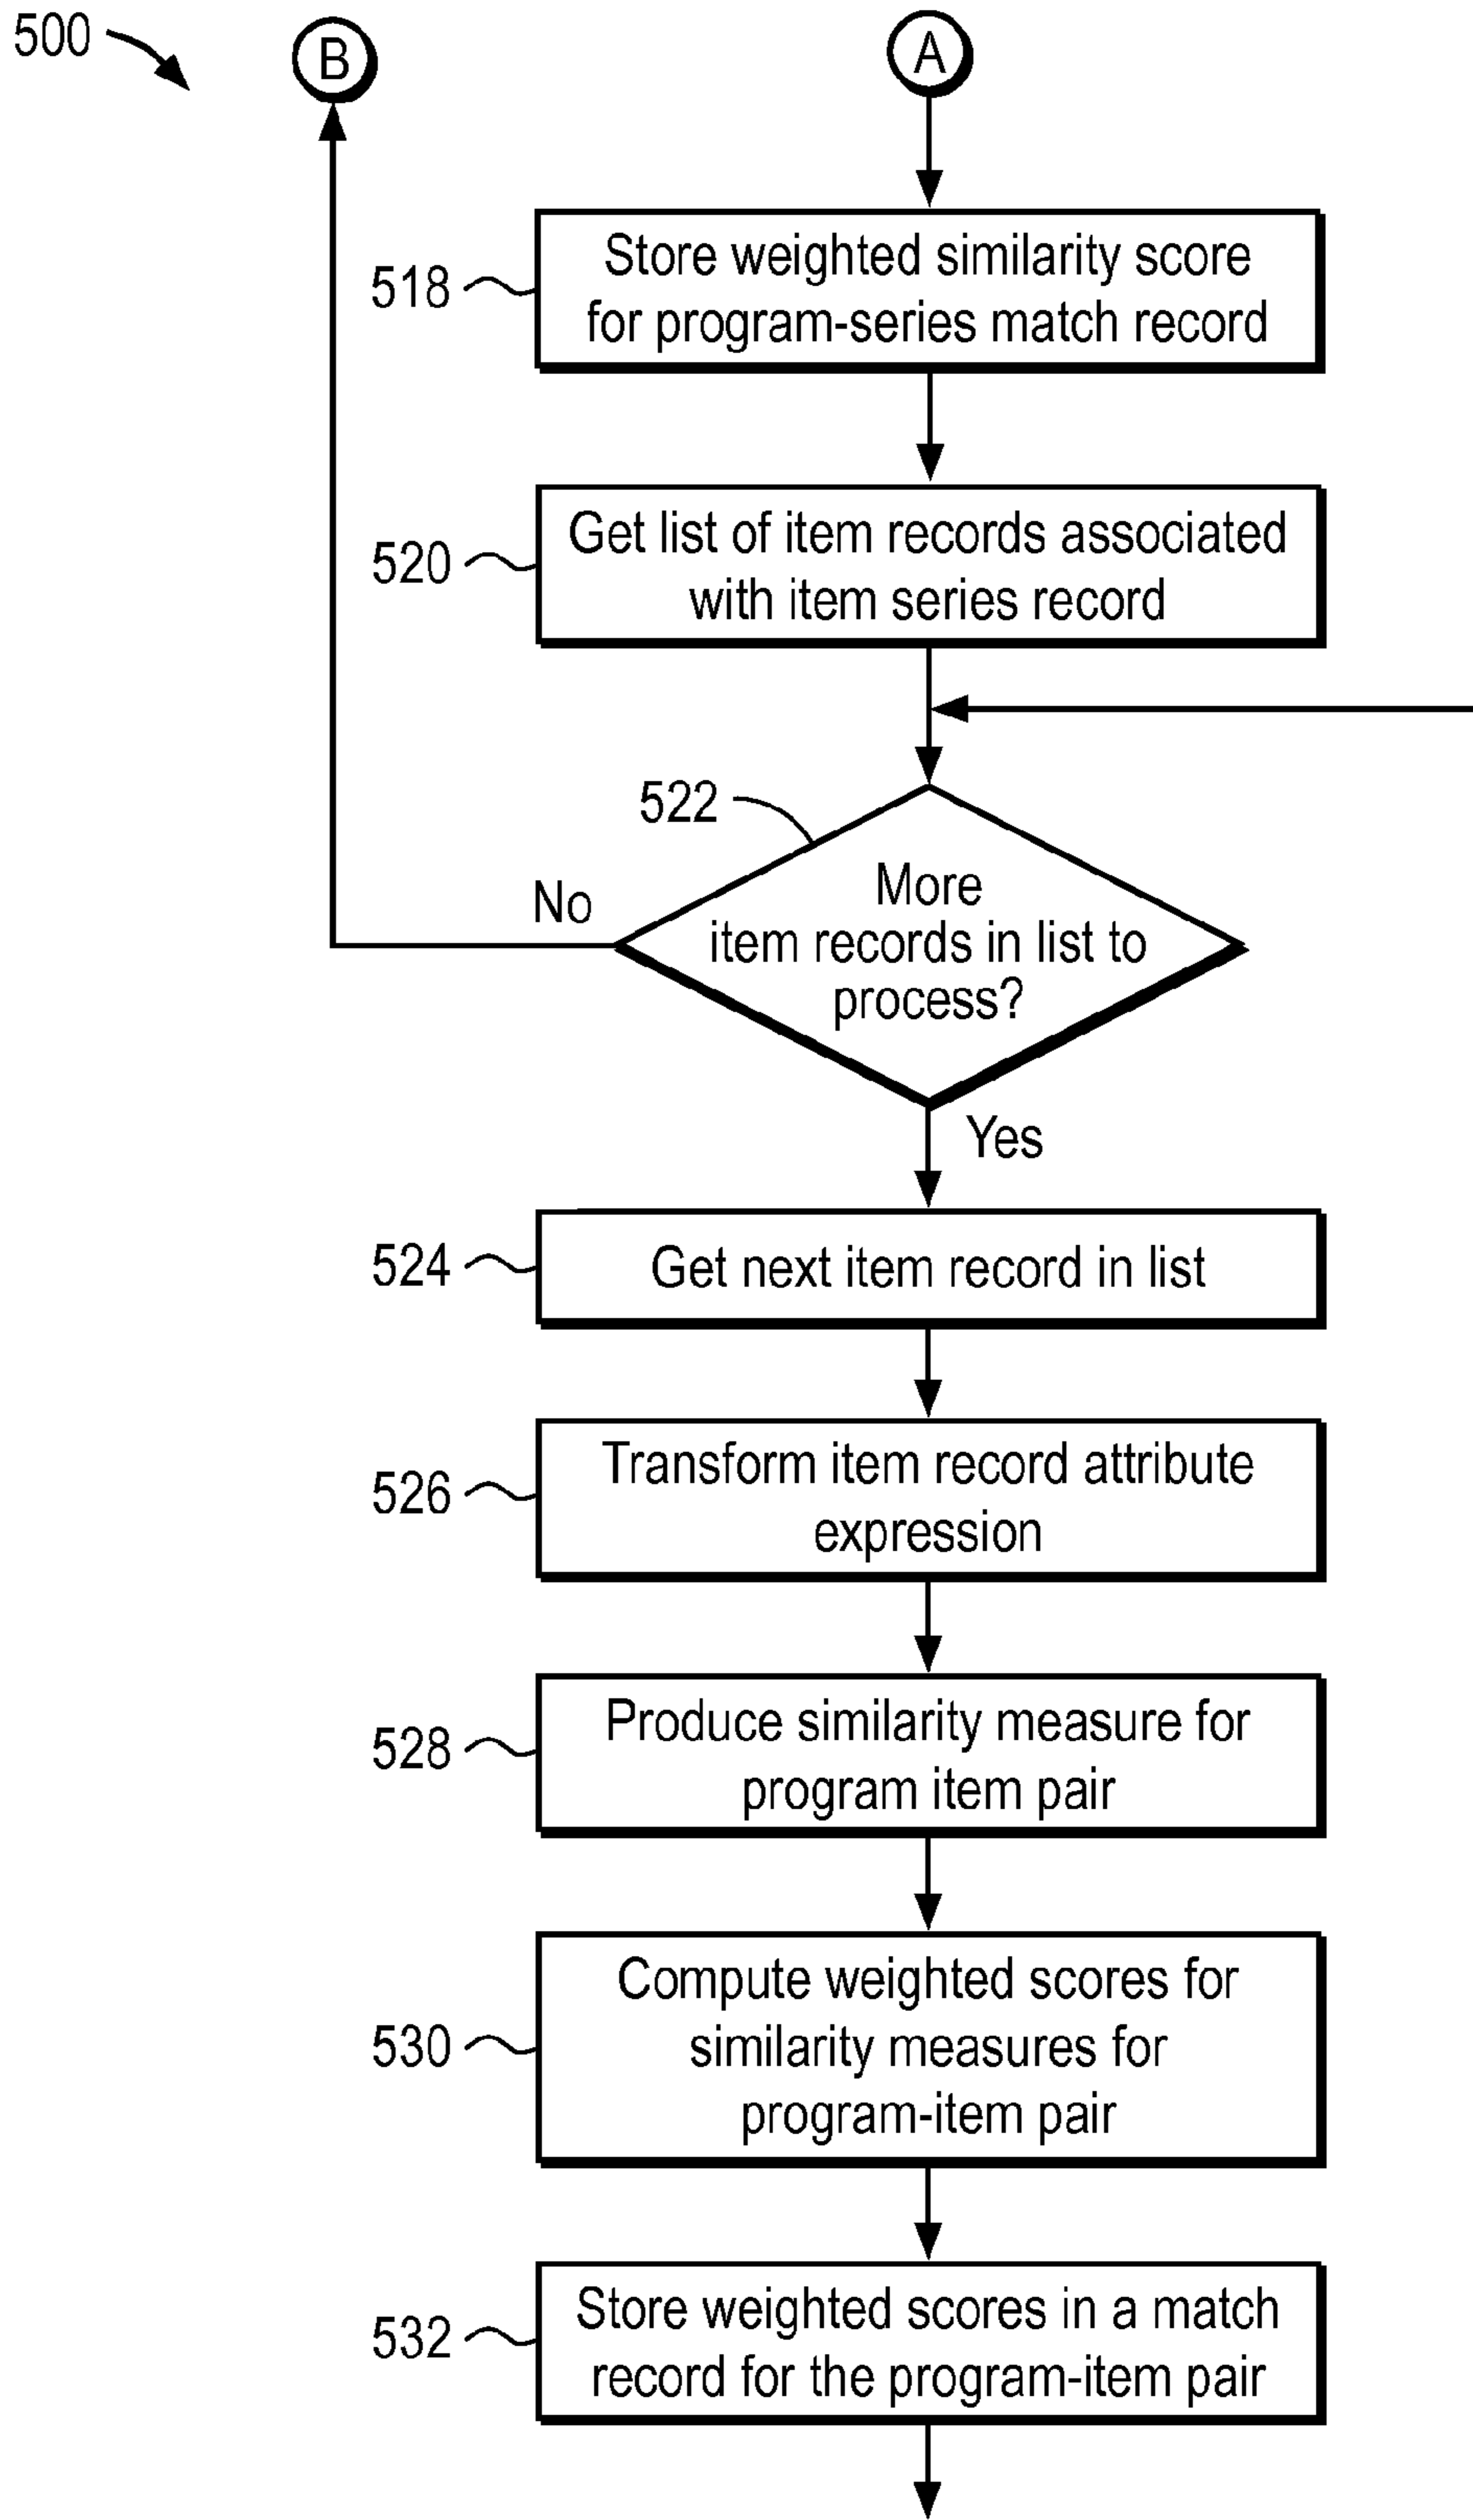 500
B
A
518
Store weighted similarity score
for program-series match record
520
Get list of item records associated
with item series record
522
More
item records in list to
process?
No
Yes
524
Get next item record in list
526
Transform item record attribute
expression
528
Produce similarity measure for
program item pair
530
Compute weighted scores for
similarity measures for
program-item pair
532
Store weighted scores in a match
record for the program-item pair